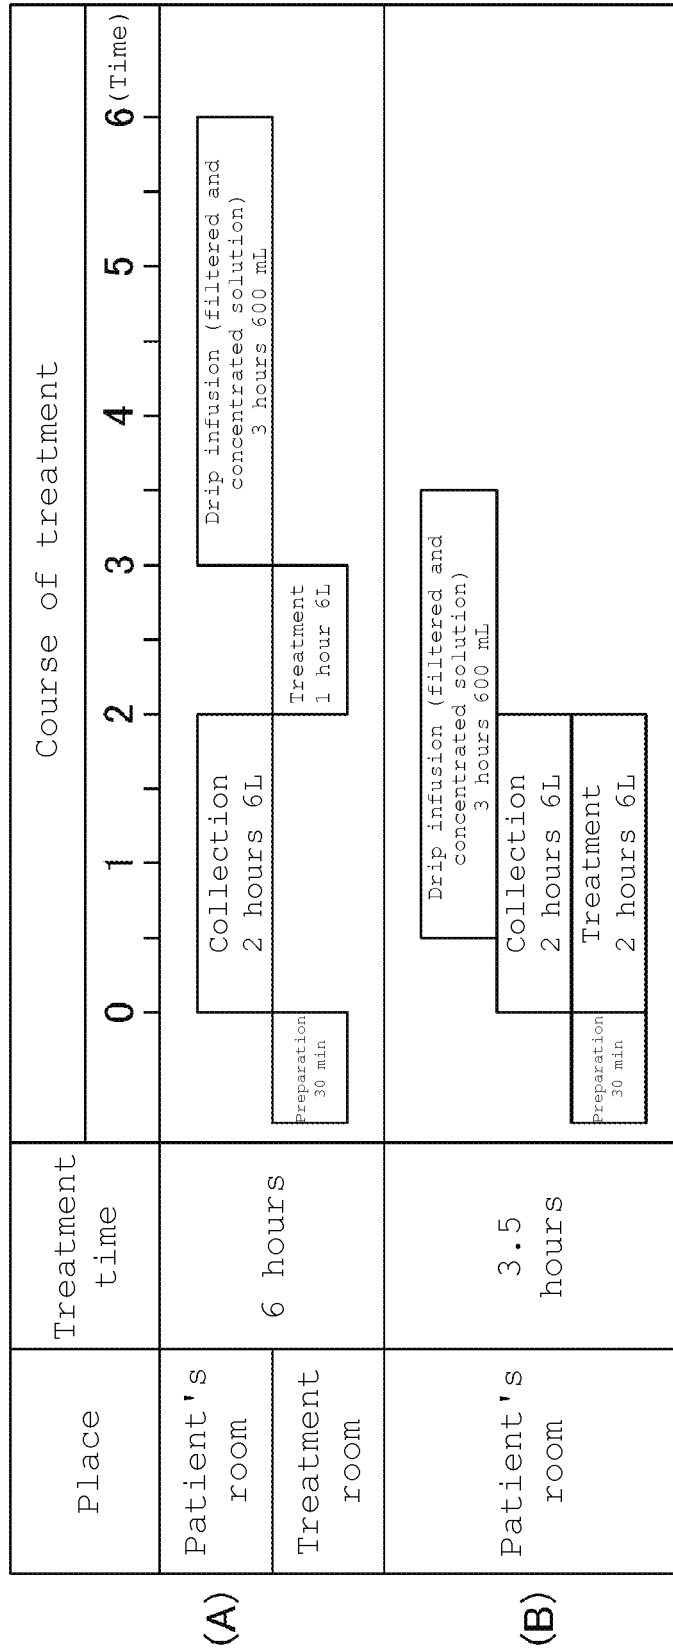 Place
Treatment
time
Course of treatment
0
1
2
3
4
5
6(Time)
(A)
Patient's
room
Treatment
room
6 hours
Preparation
30 min
Collection
2 hours 6L
Treatment
1 hour 6L
Drip infusion (filtered and
concentrated solution)
3 hours 600 mL
(B)
Patient's
room
3.5
hours
Drip infusion (filtered and
concentrated solution)
3 hours 600 mL
Collection
2 hours 6L
Preparation
30 min
Treatment
2 hours 6L